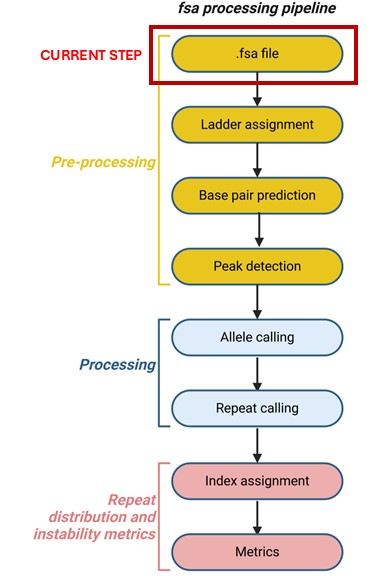 fsa processing pipeline
CURRENT STEP
.fsa file
Ladder assignment
Pre-processing
Base pair prediction
Peak detection
Allele calling
Processing
Repeat calling
Index assignment
Repeat
distribution and
instability metrics
Metrics